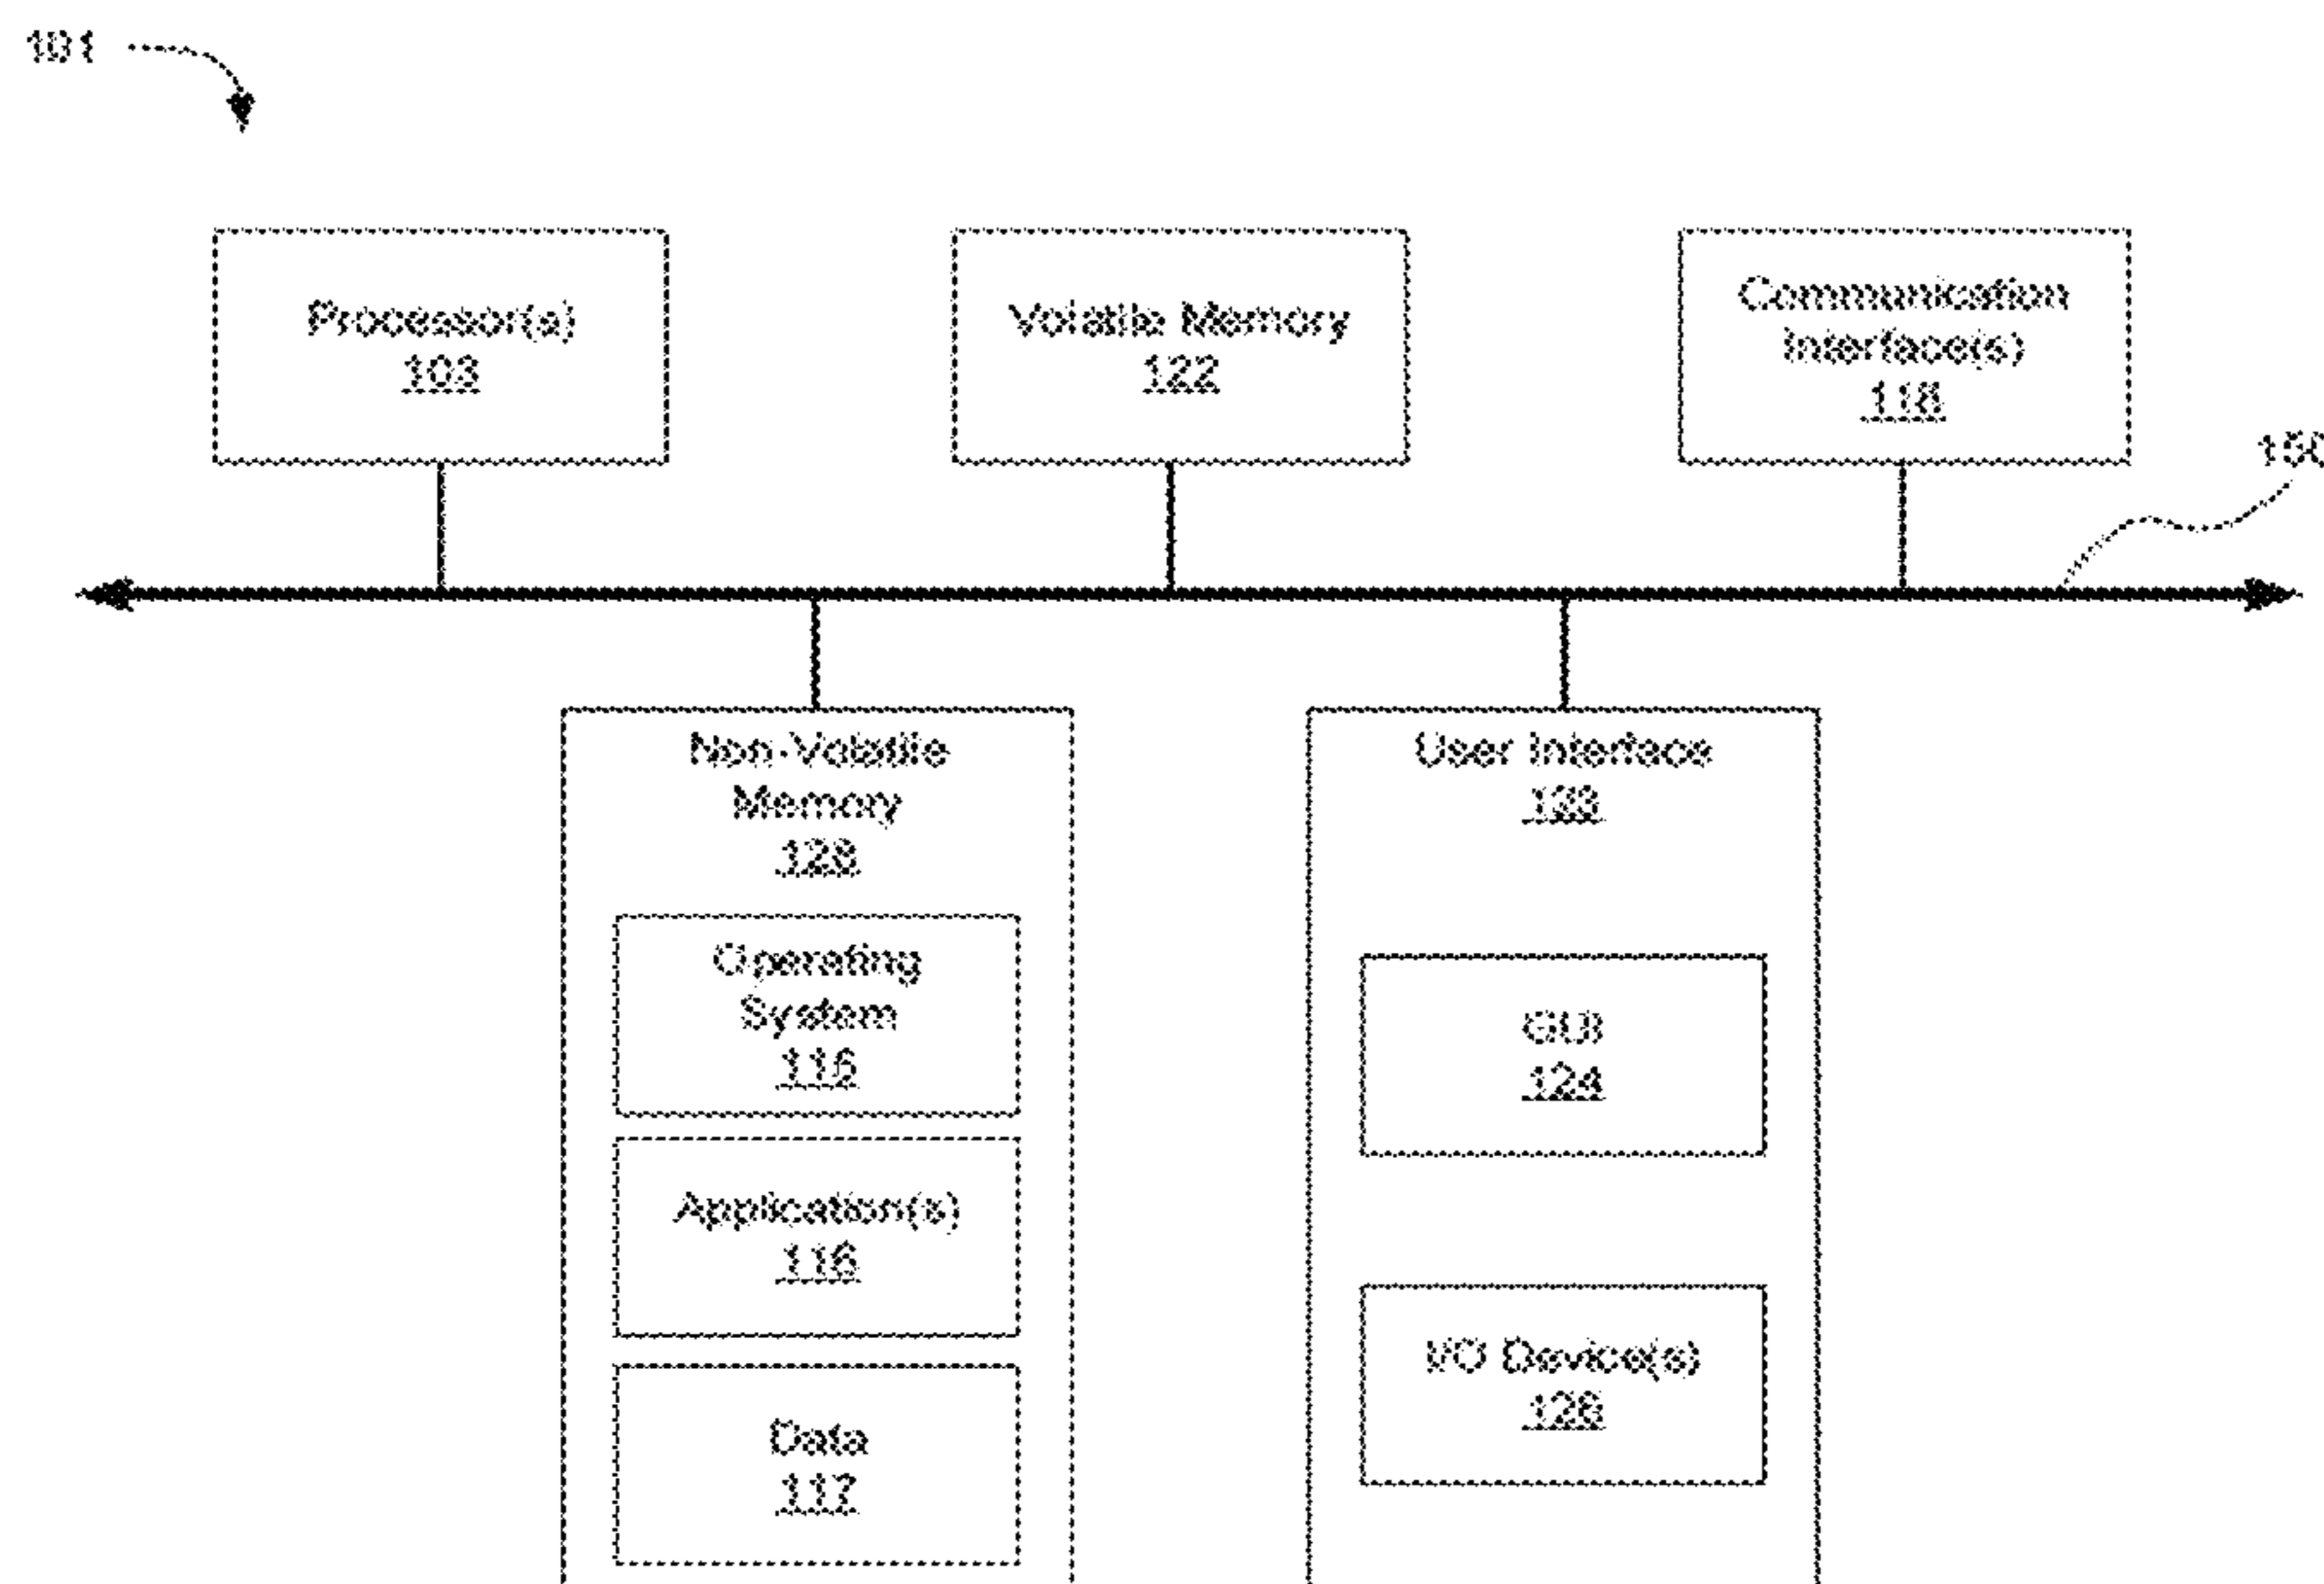 101
Processor(s)
103
Volatile Memory
122
Communication
Interface(s)
118
150
Non-Volatile
Memory
128
Operating
System
115
Application(s)
116
Data
117
User Interface
123
GUI
124
I/O Device(s)
126